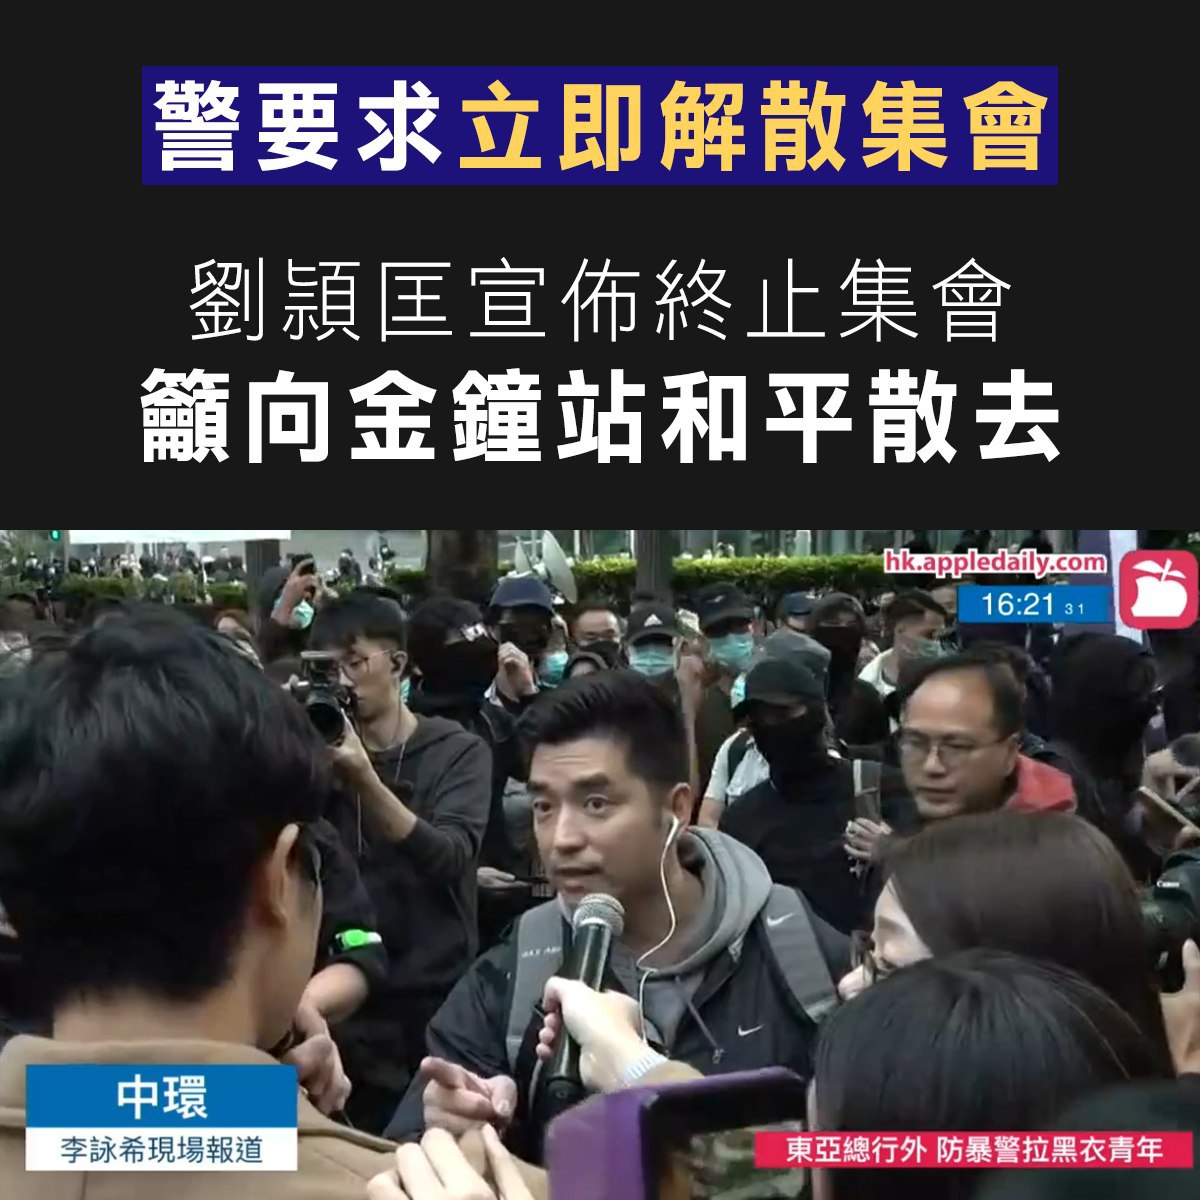 警要求立即解散集會
劉頴匡宣佈終止集會
籲向金鐘站和平散去
hk.appledaily.com
16:21 31
中環
李詠希現場報道
東亞總行外 防暴警拉黑衣青年
Canon